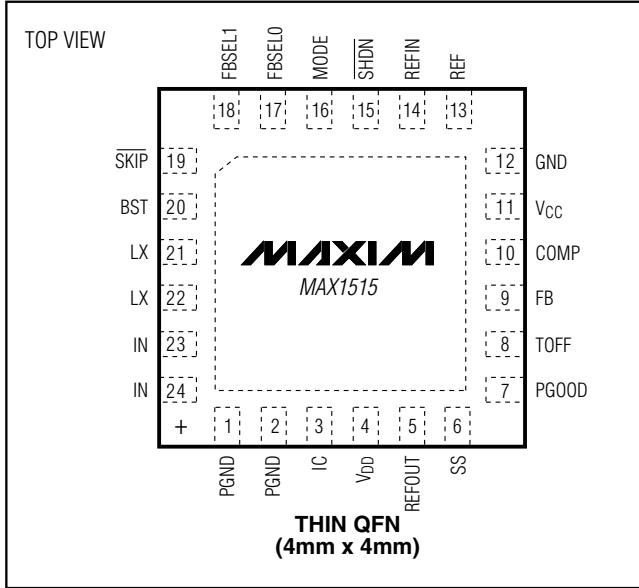 TOP VIEW
FBSEL1
FBSEL0
MODE
SHDN
REFIN
REF
18 17 16 15 14 13
SKIP 19
BST 20
LX 21
LX 22
IN 23
IN 24
MAXIM
MAX1515
12 GND
11 VCC
10 COMP
9 FB
8 TOFF
7 PGOOD
+ 1 2 3 4 5 6
PGND
PGND
IC
VDD
REFOUT
SS
THIN QFN
(4mm x 4mm)